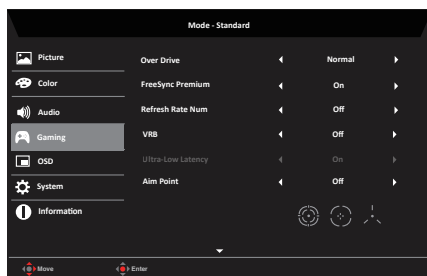 Mode - Standard
Picture
Color
Audio
Gaming
OSD
System
Information
Over Drive Normal
FreeSync Premium On
Refresh Rate Num Off
VRB Off
Ultra-Low Latency On
Aim Point Off
Move Enter